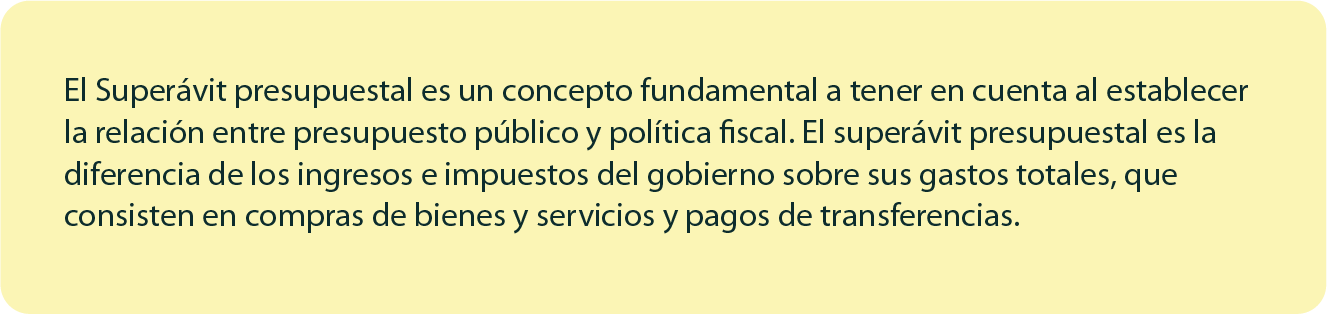 El Superávit presupuestal es un concepto fundamental a tener en cuenta al establecer
la relación entre presupuesto público y política fiscal. El superávit presupuestal es la
diferencia de los ingresos e impuestos del gobierno sobre sus gastos totales, que
consisten en compras de bienes y servicios y pagos de transferencias.